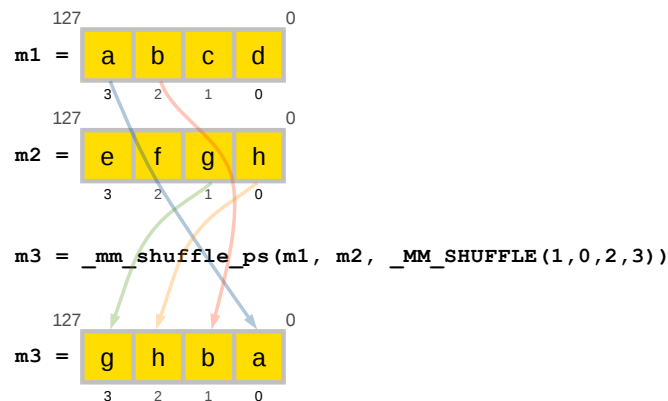 127 0
m1 = a b c d
3 2 1 0
127 0
m2 = e f g h
3 2 1 0
m3 = _mm_shuffle_ps(m1, m2, _MM_SHUFFLE(1,0,2,3))
127 0
m3 = g h b a
3 2 1 0